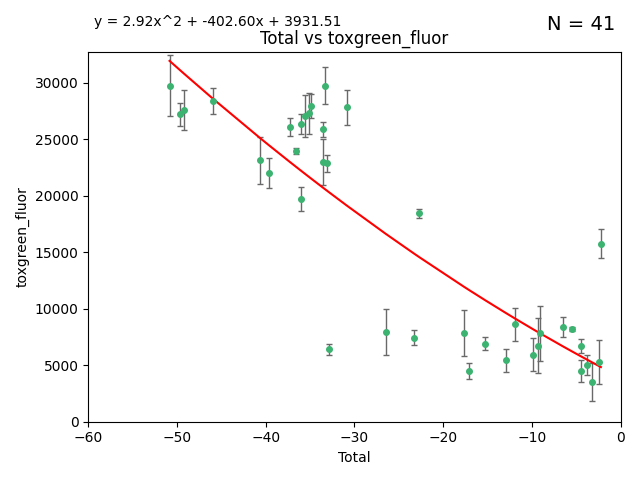 y = 2.92x^2 + -402.60x + 3931.51
N = 41
Total vs toxgreen_fluor
30000
25000
20000
15000
10000
5000
0
toxgreen_fluor
−60
−50
−40
−30
−20
−10
0
Total